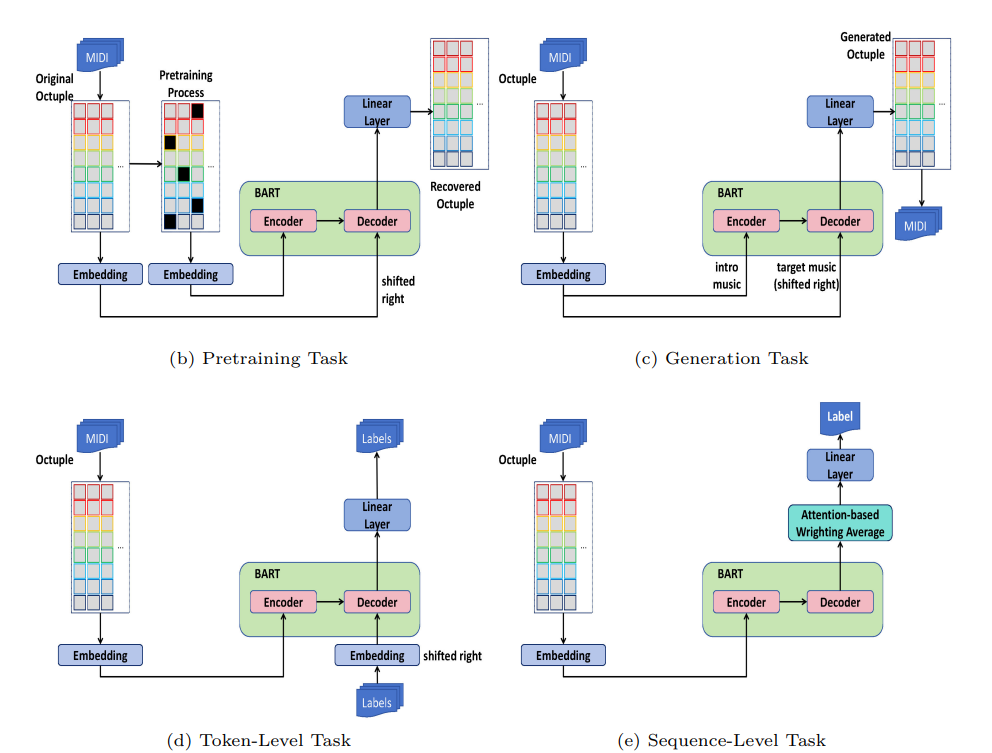 MIDI
Original
Octuple
Pretraining
Process
...
...
Embedding
Embedding
BART
Encoder
Decoder
shifted
right
Linear
Layer
...
Recovered
Octuple
(b) Pretraining Task
MIDI
Octuple
...
Embedding
BART
Encoder
Decoder
intro
music
target music
(shifted right)
Linear
Layer
Generated
Octuple
...
MIDI
(c) Generation Task
MIDI
Octuple
...
Embedding
BART
Encoder
Decoder
Embedding
shifted right
Labels
Linear
Layer
Labels
(d) Token-Level Task
MIDI
Octuple
...
Embedding
BART
Encoder
Decoder
Attention-based
Wrighting Average
Linear
Layer
Label
(e) Sequence-Level Task